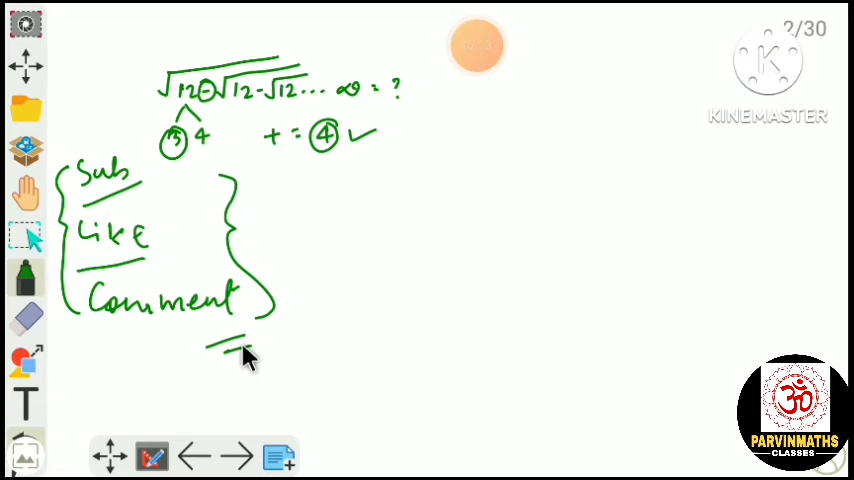 2/30
√12-√12-√12... ∞ = ?
3 4 + = 4 ✓
Sub
Like
Comment
KINEMASTER
ॐ
PARVINMATHS
CLASSES
T